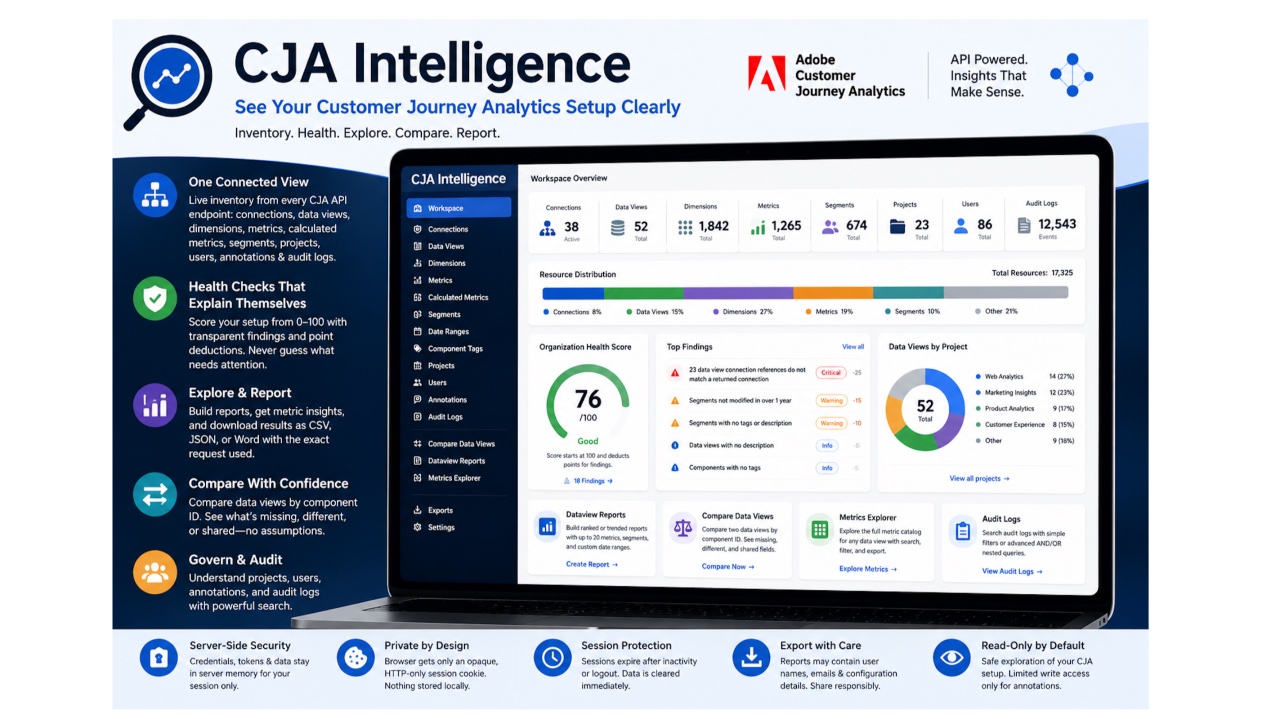 CJA Intelligence
See Your Customer Journey Analytics Setup Clearly
Inventory. Health. Explore. Compare. Report.
Adobe
Customer
Journey Analytics
API Powered.
Insights That
Make Sense.
One Connected View
Live inventory from every CJA API
endpoint: connections, data views,
dimensions, metrics, calculated
metrics, segments, projects,
users, annotations & audit logs.
Health Checks That
Explain Themselves
Score your setup from 0–100 with
transparent findings and point
deductions. Never guess what
needs attention.
Explore & Report
Build reports, get metric insights,
and download results as CSV,
JSON, or Word with the exact
request used.
Compare With Confidence
Compare data views by component
ID. See what's missing, different,
or shared—no assumptions.
Govern & Audit
Understand projects, users,
annotations, and audit logs
with powerful search.
CJA Intelligence
Workspace
Connections
Data Views
Dimensions
Metrics
Calculated Metrics
Segments
Date Ranges
Component Tags
Projects
Users
Annotations
Audit Logs
Compare Data Views
Dataview Reports
Metrics Explorer
Exports
Settings
Workspace Overview
Connections
38
Active
Data Views
52
Total
Dimensions
1,842
Total
Metrics
1,265
Total
Segments
674
Total
Projects
23
Total
Users
86
Total
Audit Logs
12,543
Events
Resource Distribution
Total Resources: 17,325
Connections 8%
Data Views 15%
Dimensions 27%
Metrics 19%
Segments 10%
Other 21%
Organization Health Score
76
/100
Good
Score starts at 100 and deducts
points for findings.
18 Findings →
Top Findings
View all
23 data view connection references do not
match a returned connection
Critical
-25
Segments not modified in over 1 year
Warning
-15
Segments with no tags or description
Warning
-10
Data views with no description
Info
-5
Components with no tags
Info
-5
Data Views by Project
52
Total
Web Analytics 14 (27%)
Marketing Insights 12 (23%)
Product Analytics 9 (17%)
Customer Experience 8 (15%)
Other 9 (18%)
View all projects →
Dataview Reports
Build ranked or trended reports
with up to 20 metrics, segments,
and custom date ranges.
Create Report →
Compare Data Views
Compare two data views by
component ID. See missing,
different, and shared fields.
Compare Now →
Metrics Explorer
Explore the full metric catalog
for any data view with search,
filter, and export.
Explore Metrics →
Audit Logs
Search audit logs with simple
filters or advanced AND/OR
nested queries.
View Audit Logs →
Server-Side Security
Credentials, tokens & data stay
in server memory for your
session only.
Private by Design
Browser gets only an opaque,
HTTP-only session cookie.
Nothing stored locally.
Session Protection
Sessions expire after inactivity
or logout. Data is cleared
immediately.
Export with Care
Reports may contain user
names, emails & configuration
details. Share responsibly.
Read-Only by Default
Safe exploration of your CJA
setup. Limited write access
only for annotations.